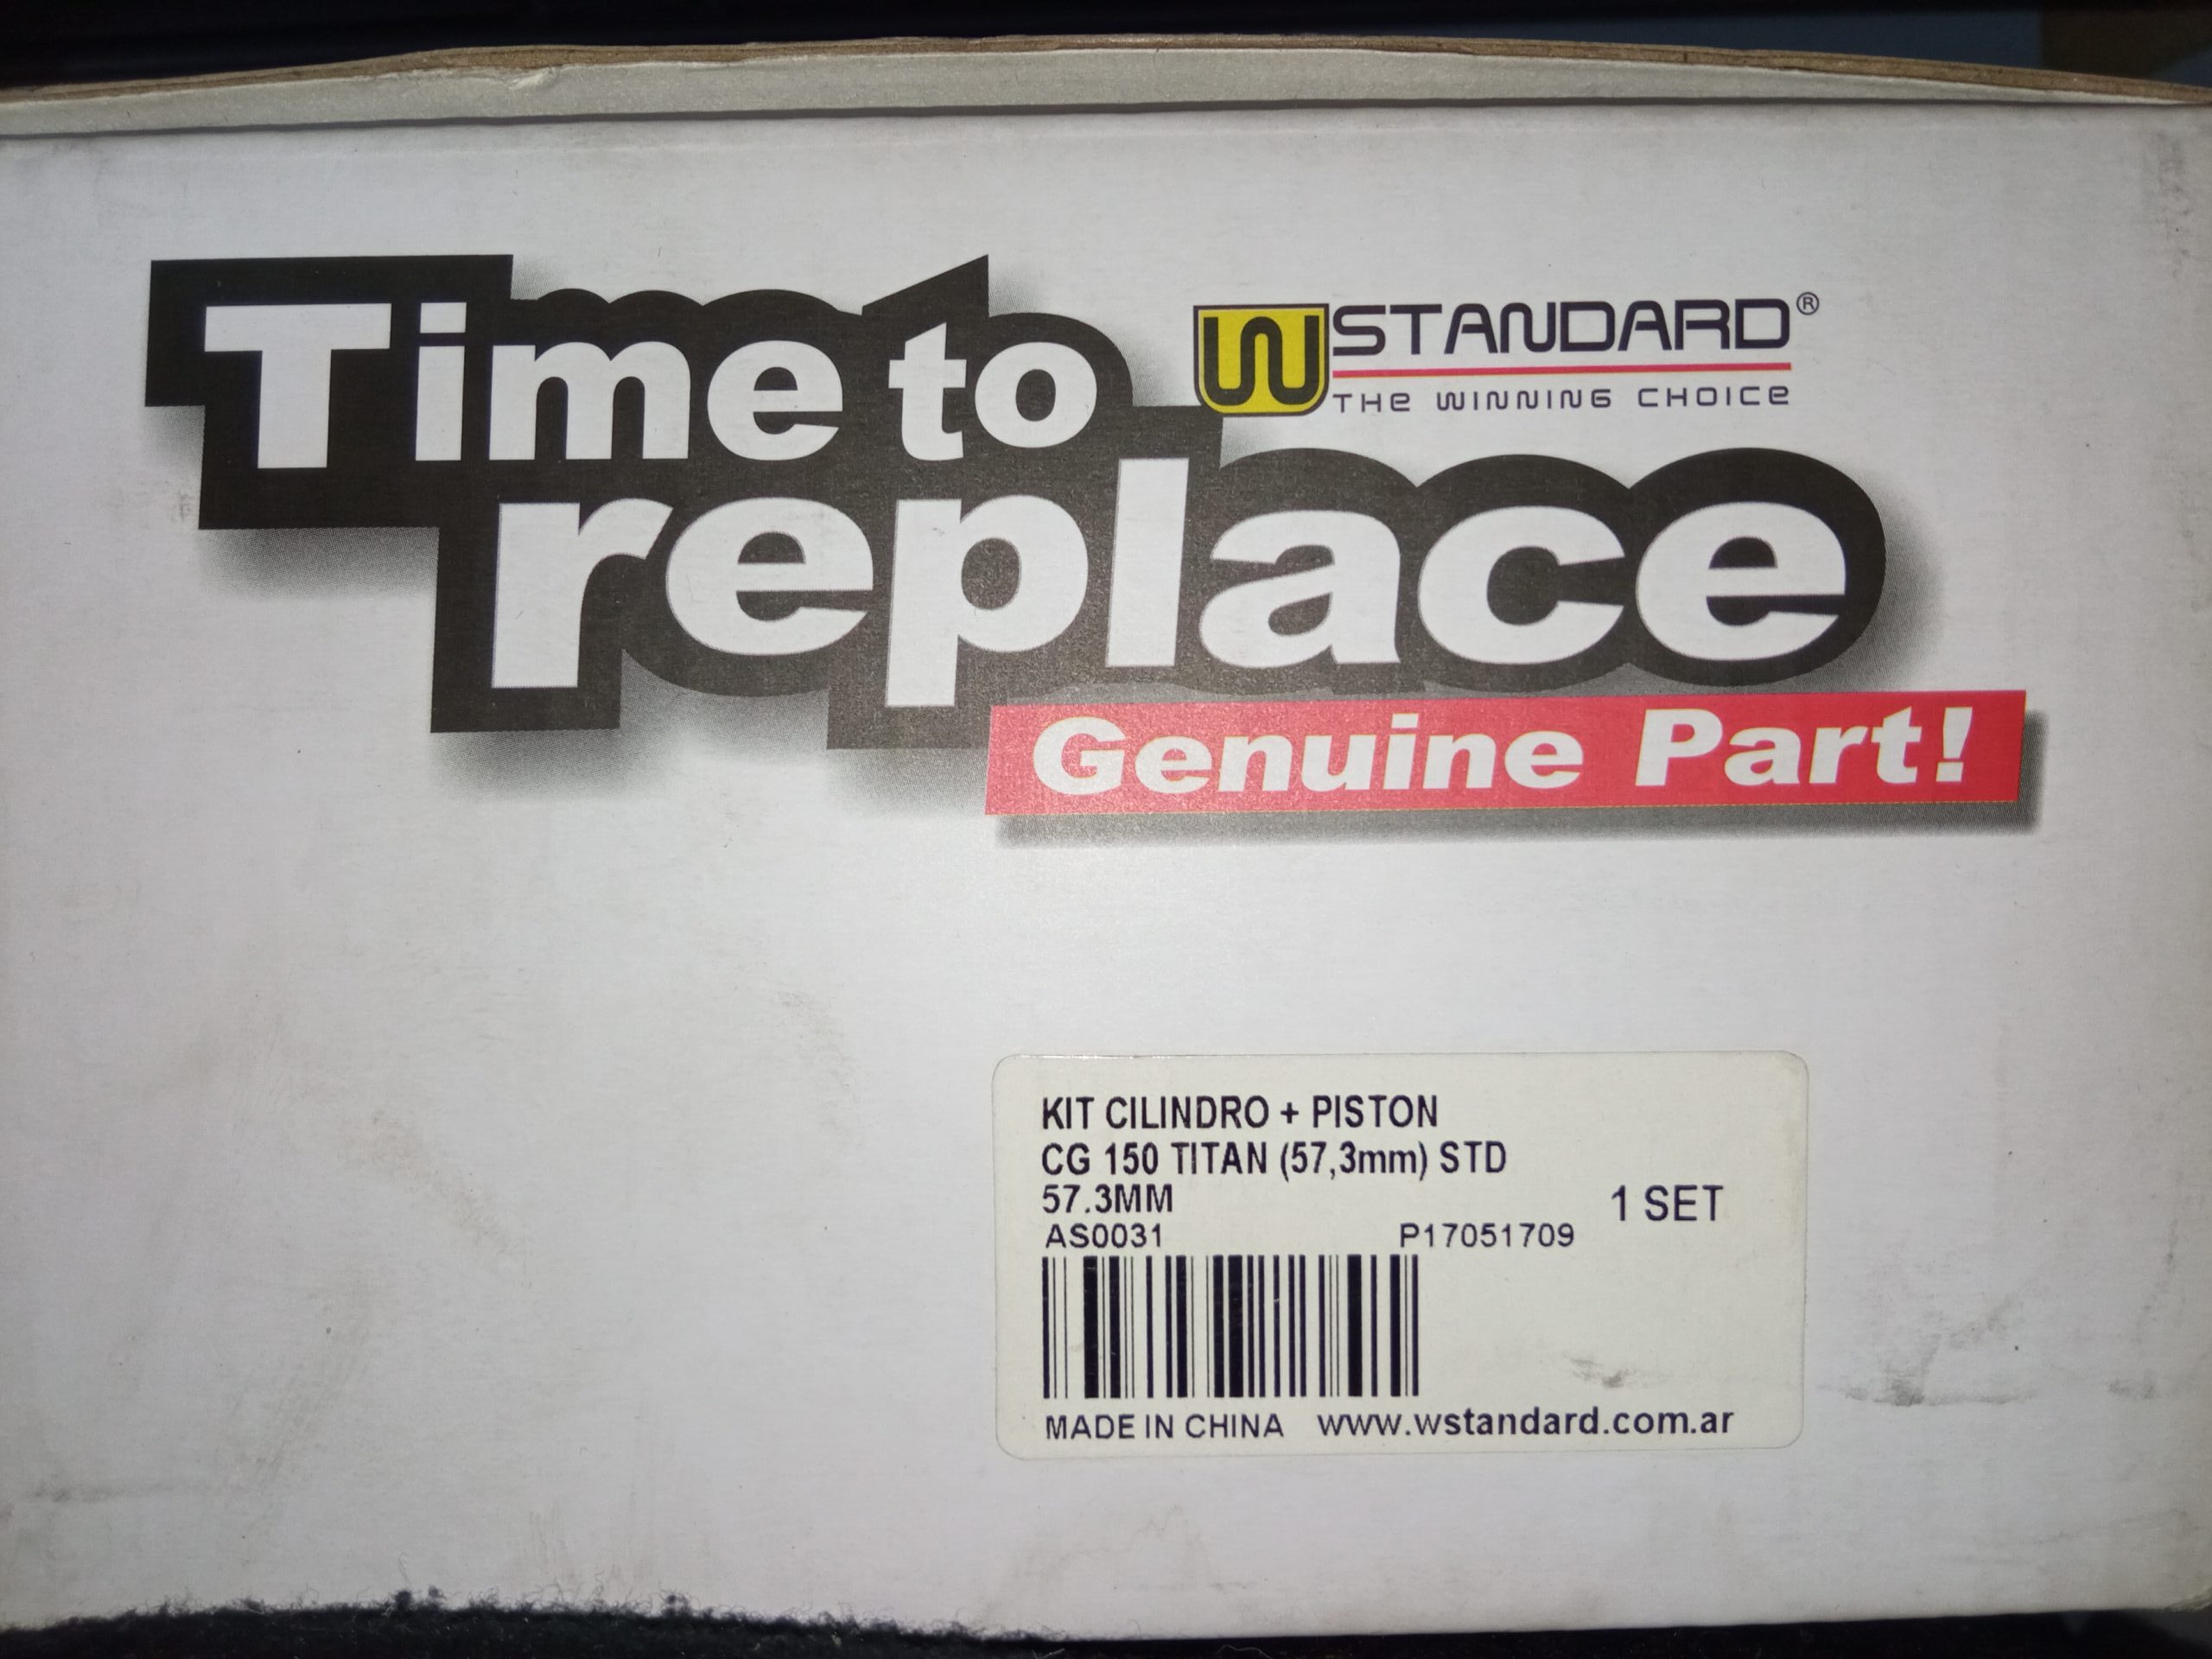 Time to
WSTANDARD®
THE WINNING CHOICE
replace
Genuine Part!
KIT CILINDRO + PISTON
CG 150 TITAN (57,3mm) STD
57.3MM
1 SET
AS0031 P17051709
MADE IN CHINA www.wstandard.com.ar